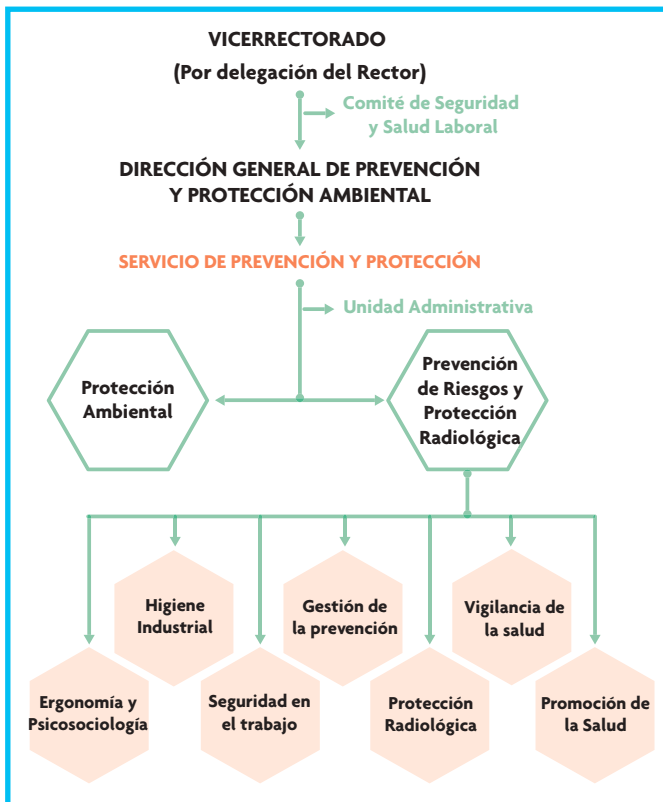 VICERRECTORADO
(Por delegación del Rector)
Comité de Seguridad
y Salud Laboral
DIRECCIÓN GENERAL DE PREVENCIÓN
Y PROTECCIÓN AMBIENTAL
SERVICIO DE PREVENCIÓN Y PROTECCIÓN
Unidad Administrativa
Protección
Ambiental
Prevención
de Riesgos y
Protección
Radiológica
Higiene
Industrial
Gestión de
la prevención
Vigilancia de
la salud
Ergonomía y
Psicosociología
Seguridad en
el trabajo
Protección
Radiológica
Promoción de
la Salud